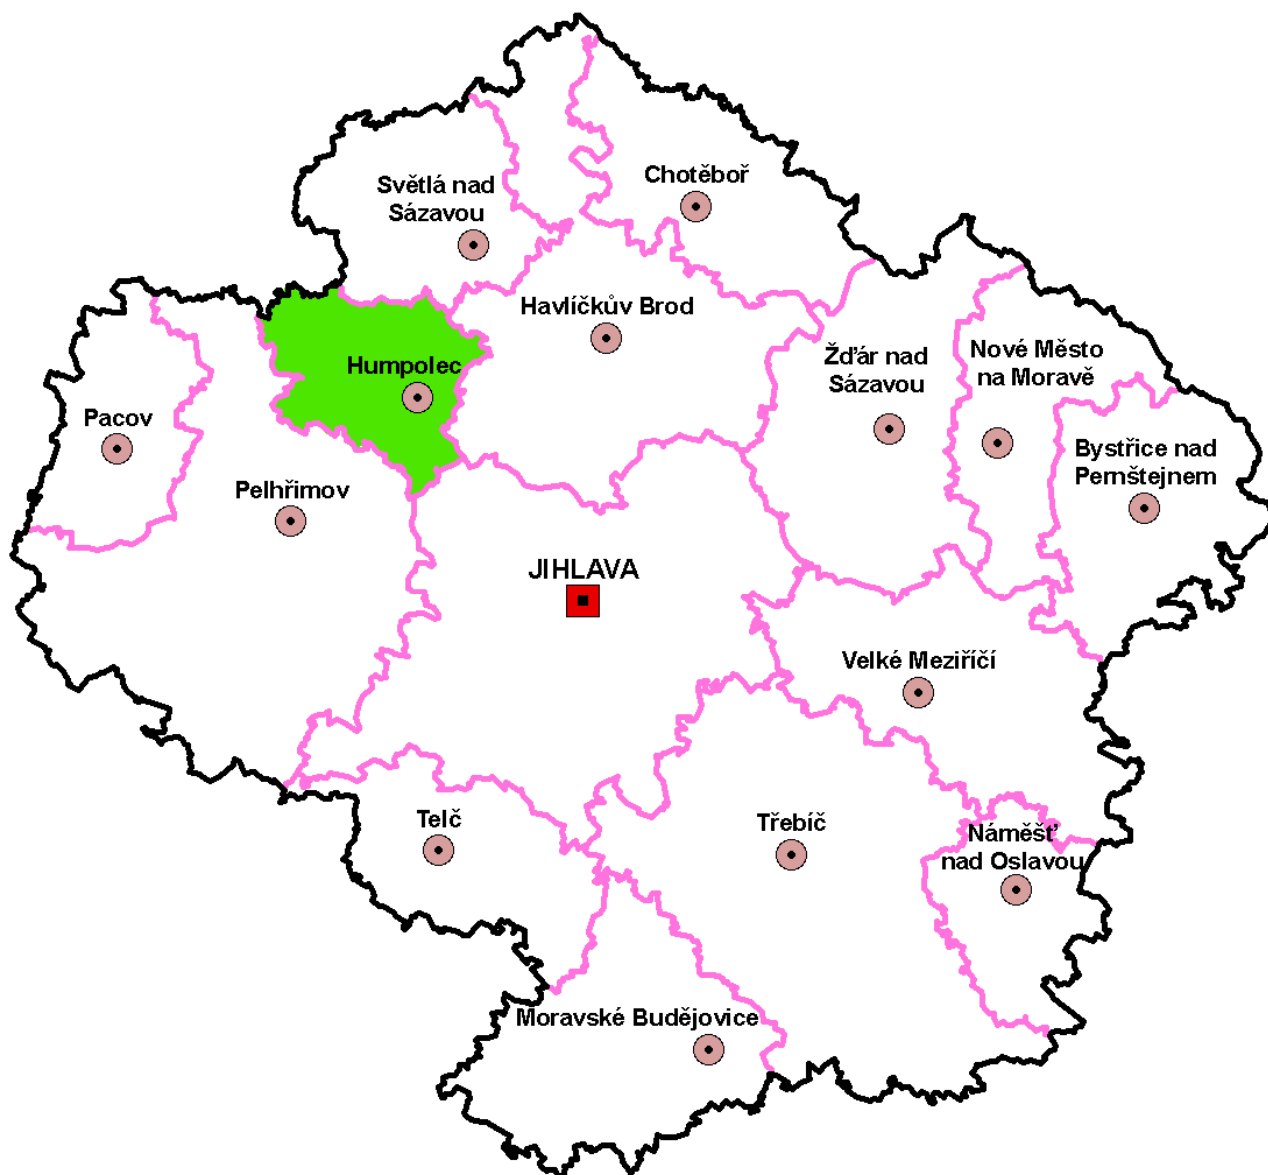 Chotěboř
Světlá nad
Sázavou
Havlíčkův Brod
Žďár nad
Sázavou
Nové Město
na Moravě
Humpolec
Pacov
Bystřice nad
Pernštejnem
Pelhřimov
JIHLAVA
Velké Meziříčí
Telč
Třebíč
Náměšť
nad Oslavou
Moravské Budějovice